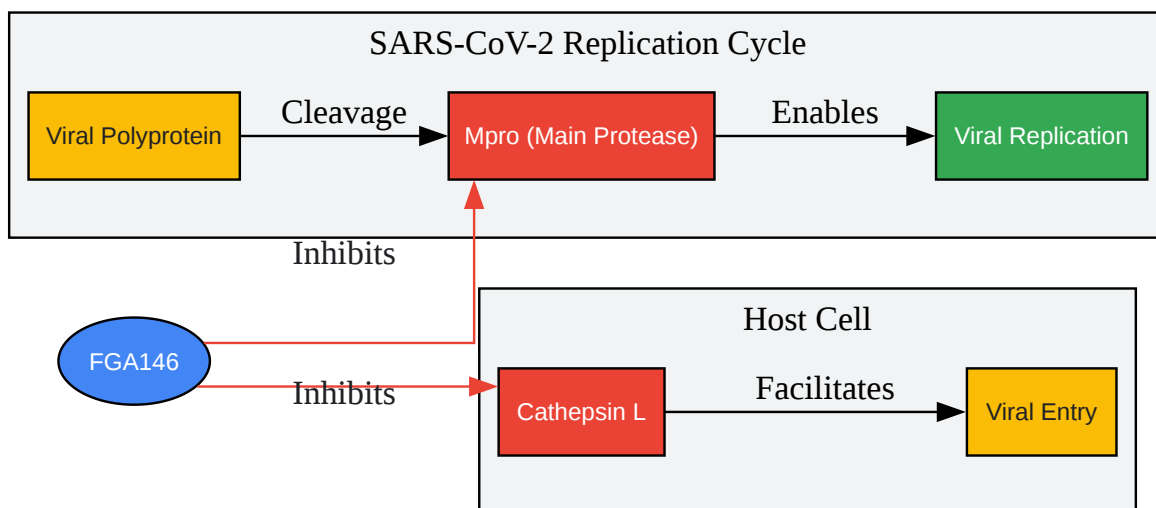 SARS-CoV-2 Replication Cycle
Viral Polyprotein
Cleavage
Mpro (Main Protease)
Enables
Viral Replication
Inhibits
FGA146
Inhibits
Host Cell
Cathepsin L
Facilitates
Viral Entry